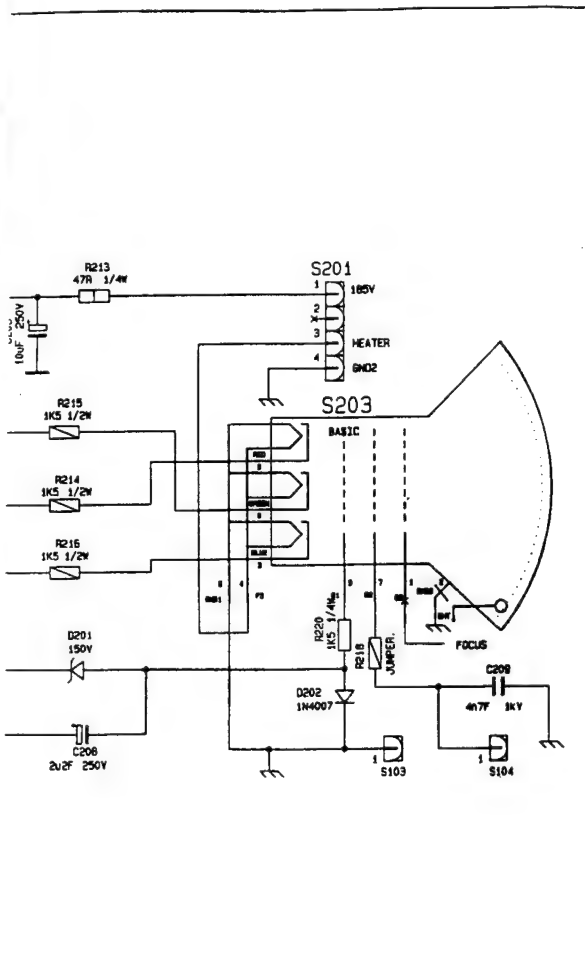 R213
47R 1/4W
S201
1
185V
2
3
HEATER
4
GND2
10uF 250V
R215
1K5 1/2W
S203
BASIC
RED
R214
1K5 1/2W
GREEN
R216
1K5 1/2W
BLUE
9
7
1
R220
1K5 1/4W
R218
JUMPER.
FOCUS
D201
150V
D202
1N4007
C209
4n7F 1kV
C208
2u2F 250V
1
S103
1
S104